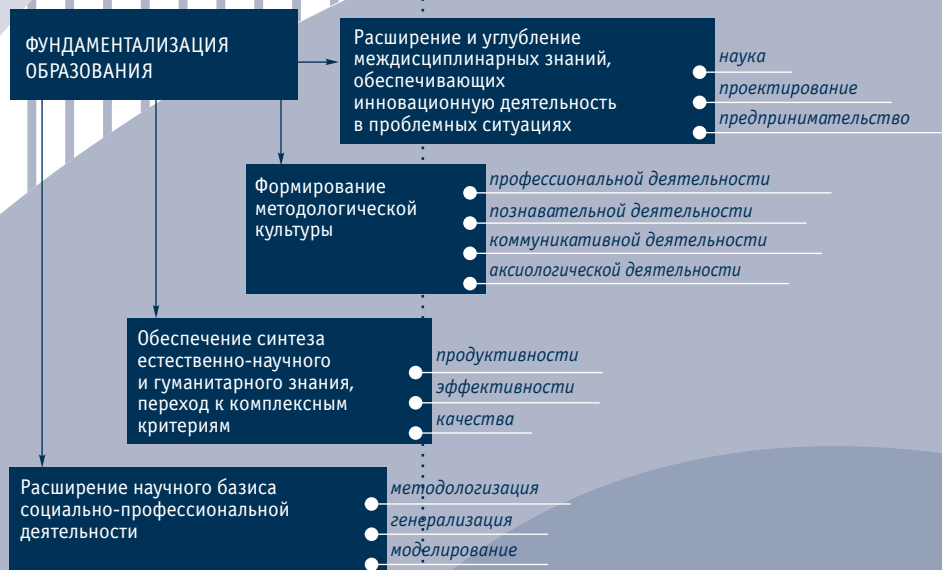 ФУНДАМЕНТАЛИЗАЦИЯ
ОБРАЗОВАНИЯ
Расширение и углубление
междисциплинарных знаний,
обеспечивающих
инновационную деятельность
в проблемных ситуациях
наука
проектирование
предпринимательство
Формирование
методологической
культуры
профессиональной деятельности
познавательной деятельности
коммуникативной деятельности
аксиологической деятельности
Обеспечение синтеза
естественно-научного
и гуманитарного знания,
переход к комплексным
критериям
продуктивности
эффективности
качества
Расширение научного базиса
социально-профессиональной
деятельности
методологизация
генерализация
моделирование